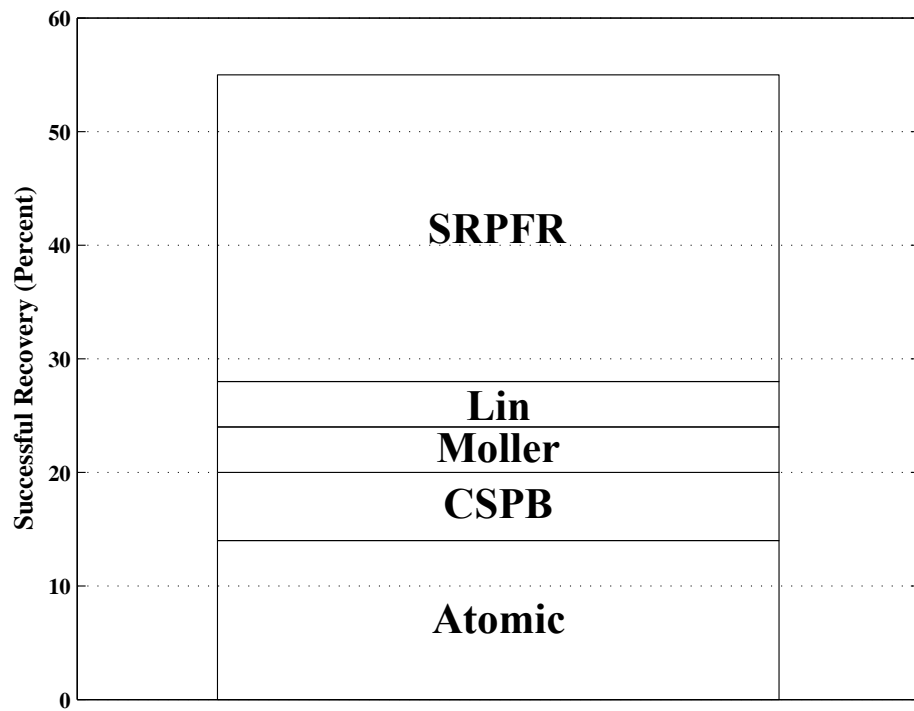 60
50
40
30
20
10
0
Successful Recovery (Percent)
SRPFR
Lin
Moller
CSPB
Atomic